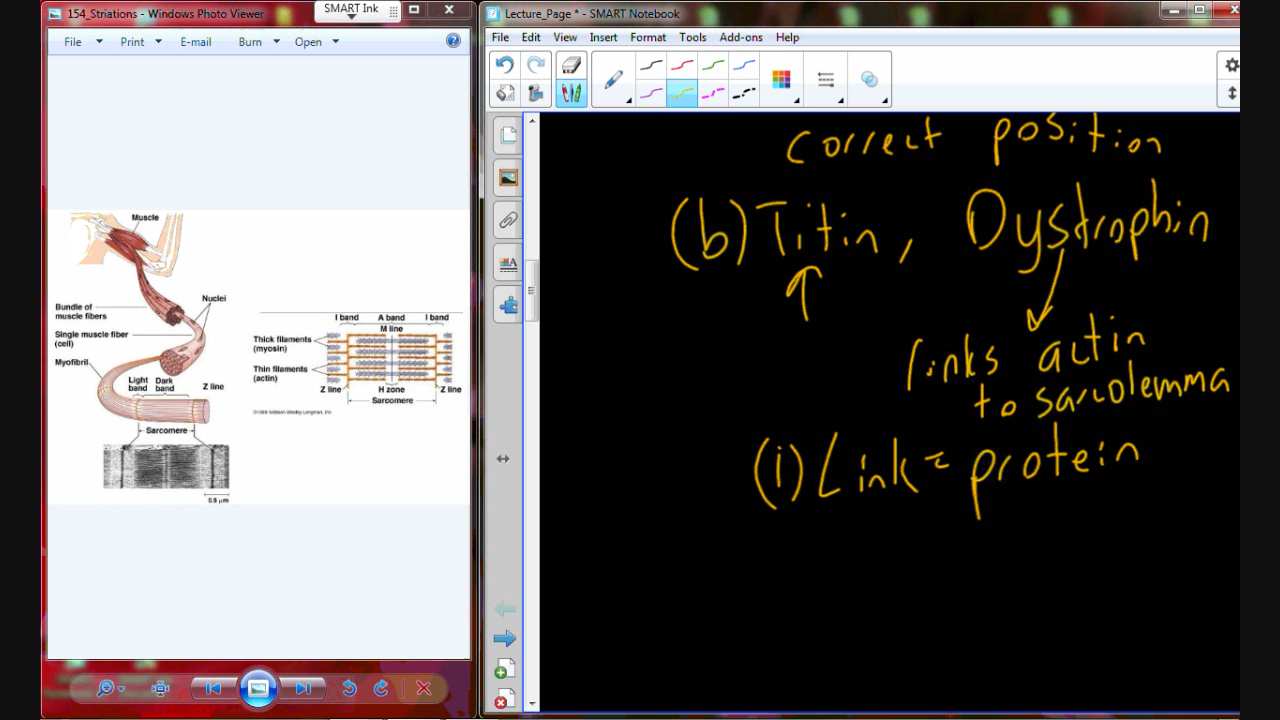 154_Striations - Windows Photo Viewer
SMART Ink
File Print E-mail Burn Open
Muscle
Nuclei
Bundle of
muscle fibers
Single muscle fiber
(cell)
Myofibril
Light
band
Dark
band
Z line
Sarcomere
0.5 µm
I band A band I band
M line
Thick filaments
(myosin)
Thin filaments
(actin)
Z line H zone Z line
Sarcomere
Lecture_Page * - SMART Notebook
File Edit View Insert Format Tools Add-ons Help
correct position
(b) Titin, Dystrophin
links actin
to sarcolemma
(i) Link = protein